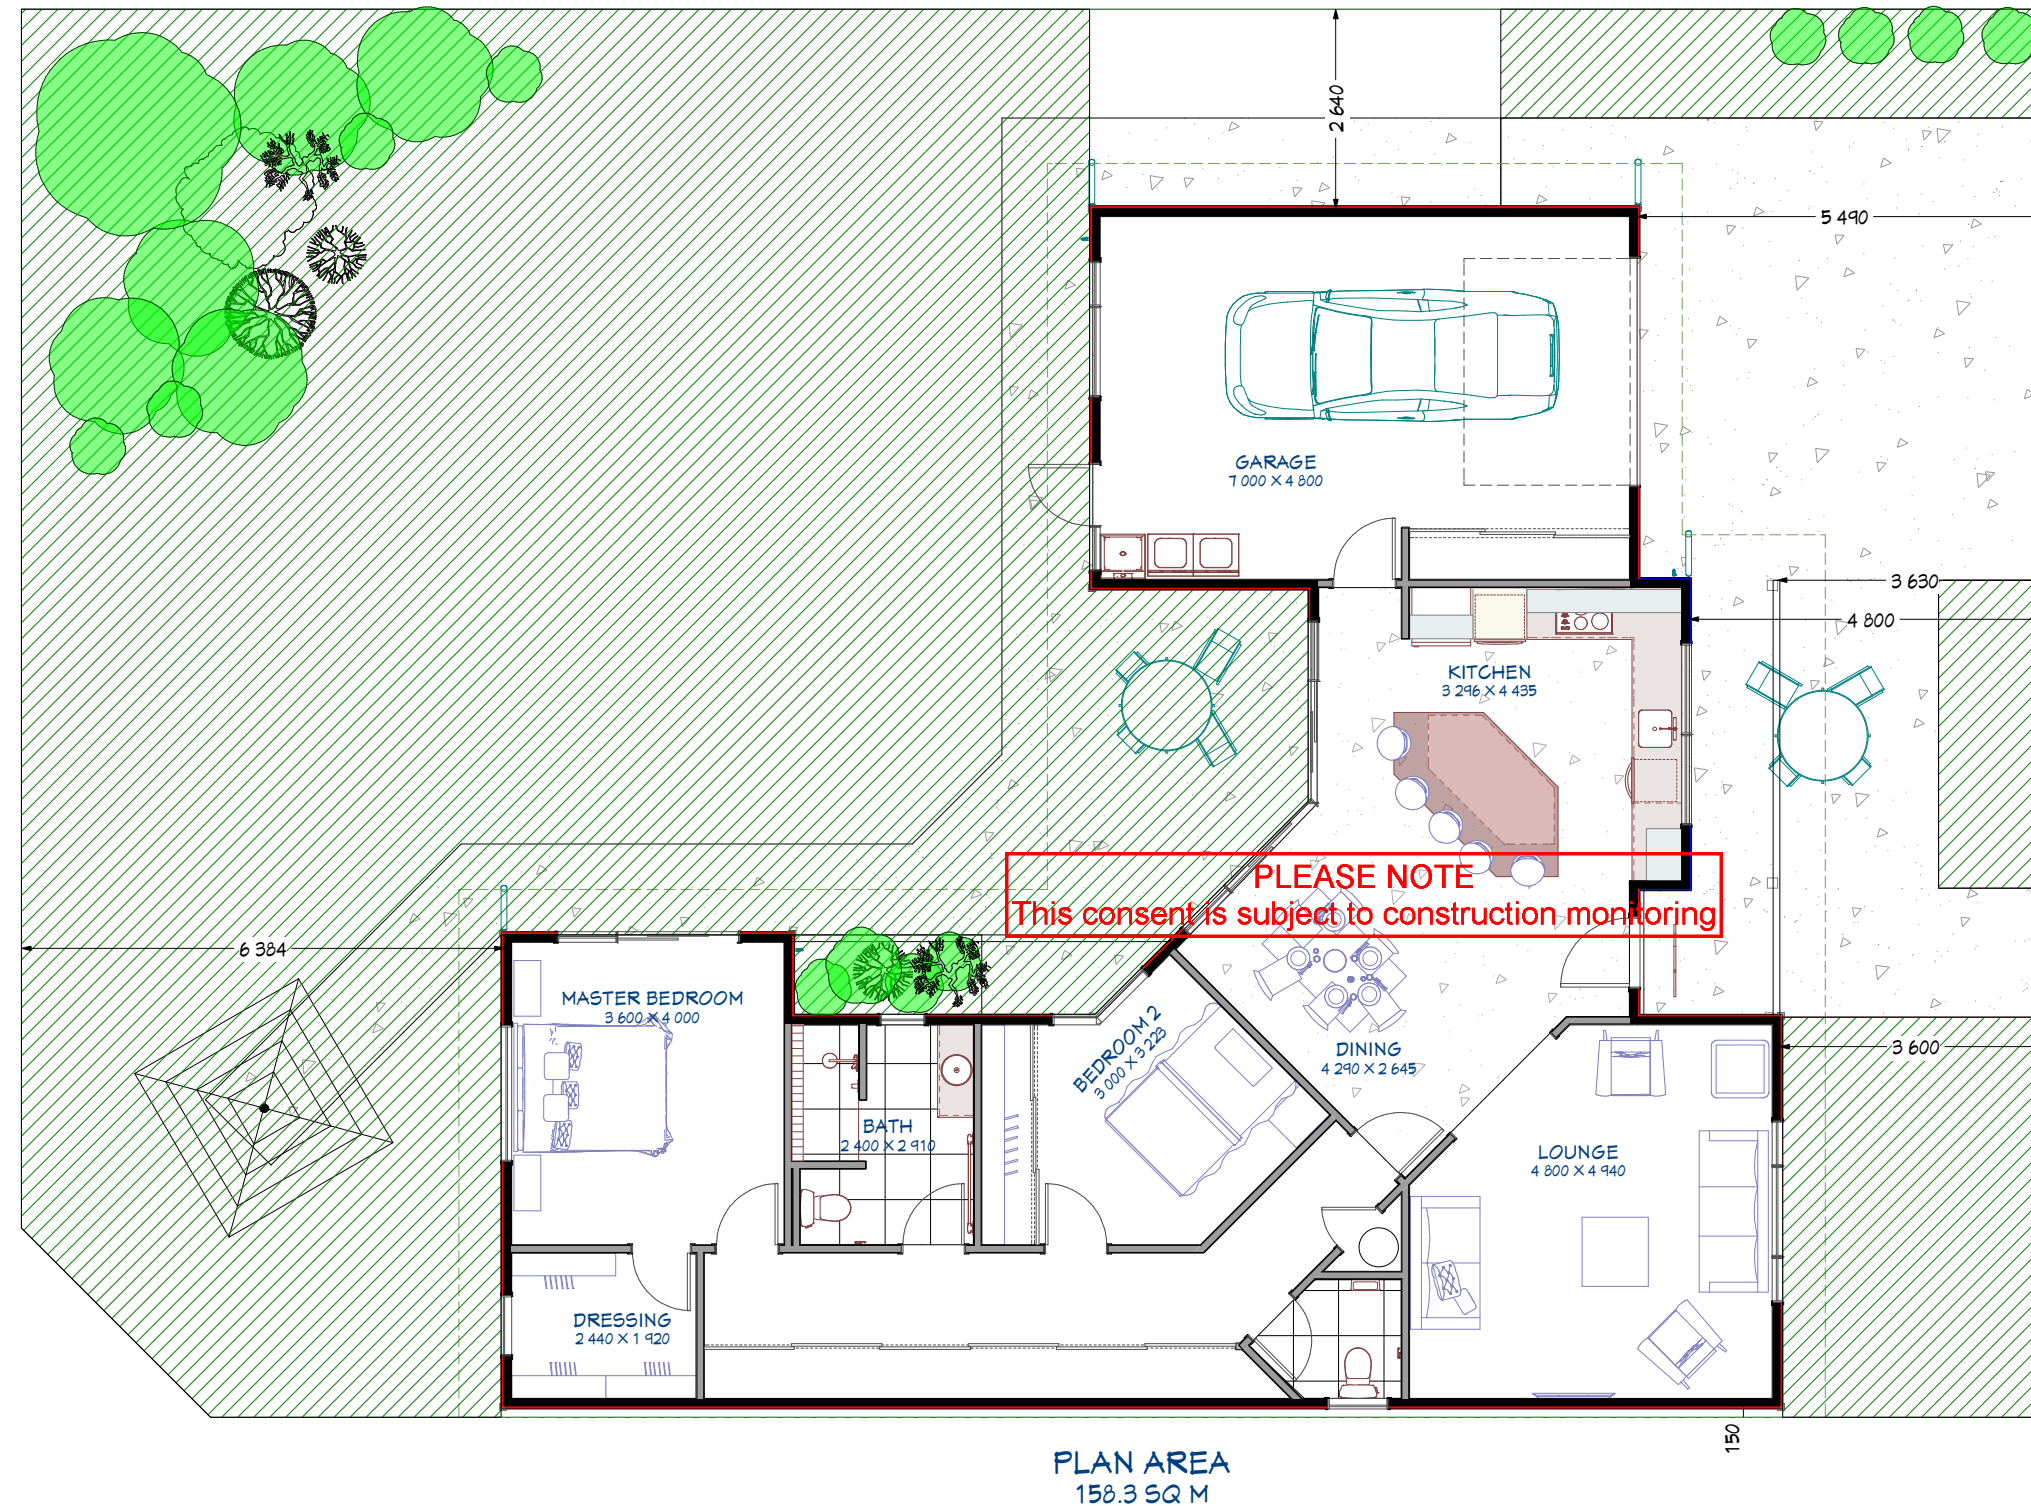 2 640
5 490
GARAGE
7 000 X 4 800
3 630
4 800
KITCHEN
3 296 X 4 435
PLEASE NOTE
This consent is subject to construction monitoring
6 384
MASTER BEDROOM
3 600 X 4 000
BEDROOM 2
3 000 X 3 223
DINING
4 290 X 2 645
3 600
BATH
2 400 X 2 910
LOUNGE
4 800 X 4 940
DRESSING
2 440 X 1 920
150
PLAN AREA
158.3 SQ M